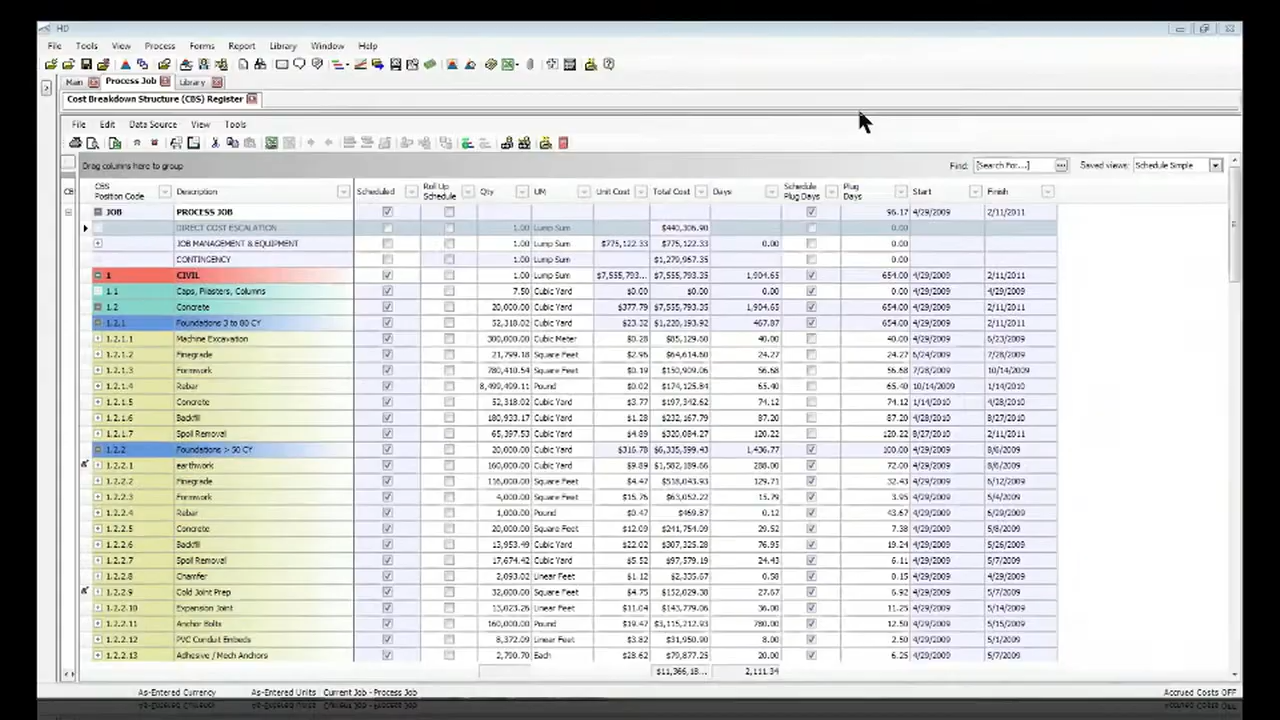 HD
File Tools View Process Forms Report Library Window Help
Main Process Job Library
Cost Breakdown Structure (CBS) Register
File Edit Data Source View Tools
Drag columns here to group Find: [Search For...] Saved views: Schedule Simple
CB CBS Position Code Description Scheduled Roll Up Schedule Qty UM Unit Cost Total Cost Days Schedule Plug Days Plug Days Start Finish
JOB PROCESS JOB 96.17 4/29/2009 2/11/2011
DIRECT COST ESCALATION 1.00 Lump Sum $440,306.90 0.00
JOB MANAGEMENT & EQUIPMENT 1.00 Lump Sum $775,122.33 $775,122.33 0.00 0.00
CONTINGENCY 1.00 Lump Sum $1,279,967.35 0.00
1 CIVIL 1.00 Lump Sum $7,555,793... $7,555,793.35 1,904.65 654.00 4/29/2009 2/11/2011
1.1 Caps, Pilasters, Columns 7.50 Cubic Yard $0.00 $0.00 0.00 0.00 4/29/2009 4/29/2009
1.2 Concrete 20,000.00 Cubic Yard $377.79 $7,555,793.35 1,904.65 654.00 4/29/2009 2/11/2011
1.2.1 Foundations 3 to 80 CY 52,318.02 Cubic Yard $23.32 $1,220,193.92 467.87 654.00 4/29/2009 2/11/2011
1.2.1.1 Machine Excavation 300,000.00 Cubic Meter $0.28 $85,129.60 40.00 40.00 4/29/2009 6/23/2009
1.2.1.2 Finegrade 21,799.18 Square Feet $2.96 $64,614.60 24.27 24.27 6/24/2009 7/28/2009
1.2.1.3 Formwork 780,410.54 Square Feet $0.19 $150,909.06 56.68 56.68 7/28/2009 10/14/2009
1.2.1.4 Rebar 8,499,499.11 Pound $0.02 $174,125.84 65.40 65.40 10/14/2009 1/14/2010
1.2.1.5 Concrete 52,318.02 Cubic Yard $3.77 $197,342.62 74.12 74.12 1/14/2010 4/28/2010
1.2.1.6 Backfill 180,933.17 Cubic Yard $1.28 $232,167.79 87.20 87.20 4/28/2010 8/27/2010
1.2.1.7 Spoil Removal 65,397.53 Cubic Yard $4.89 $320,084.27 120.22 120.22 8/27/2010 2/11/2011
1.2.2 Foundations > 50 CY 20,000.00 Cubic Yard $316.78 $6,335,599.43 1,436.77 100.00 4/29/2009 8/6/2009
1.2.2.1 earthwork 160,000.00 Cubic Yard $9.89 $1,582,189.66 288.00 72.00 4/29/2009 8/6/2009
1.2.2.2 Finegrade 116,000.00 Square Feet $4.47 $518,043.93 129.71 32.43 4/29/2009 6/12/2009
1.2.2.3 Formwork 4,000.00 Square Feet $15.76 $63,052.22 15.79 3.95 4/29/2009 5/4/2009
1.2.2.4 Rebar 1,000.00 Pound $0.47 $469.87 0.12 43.67 4/29/2009 6/29/2009
1.2.2.5 Concrete 20,000.00 Square Feet $12.09 $241,754.09 29.52 7.38 4/29/2009 5/8/2009
1.2.2.6 Backfill 13,953.49 Cubic Yard $22.02 $307,325.28 76.95 19.24 4/29/2009 5/26/2009
1.2.2.7 Spoil Removal 17,674.42 Cubic Yard $5.52 $97,579.19 24.43 6.11 4/29/2009 5/7/2009
1.2.2.8 Chamfer 2,093.02 Linear Feet $1.12 $2,335.67 0.58 0.15 4/29/2009 4/29/2009
1.2.2.9 Cold Joint Prep 32,000.00 Square Feet $4.75 $152,029.38 27.67 6.92 4/29/2009 5/7/2009
1.2.2.10 Expansion Joint 13,023.26 Linear Feet $11.04 $143,779.06 36.00 11.25 4/29/2009 5/14/2009
1.2.2.11 Anchor Bolts 160,000.00 Pound $19.47 $3,115,212.93 780.00 12.50 4/29/2009 5/15/2009
1.2.2.12 PVC Conduit Embeds 8,372.09 Linear Feet $3.82 $31,950.90 8.00 2.50 4/29/2009 5/1/2009
1.2.2.13 Adhesive / Mech Anchors 2,790.70 Each $28.62 $79,877.25 20.00 6.25 4/29/2009 5/7/2009
$11,366,18... 2,111.34
As-Entered Currency As-Entered Units Current Job - Process Job Accrued Costs OFF